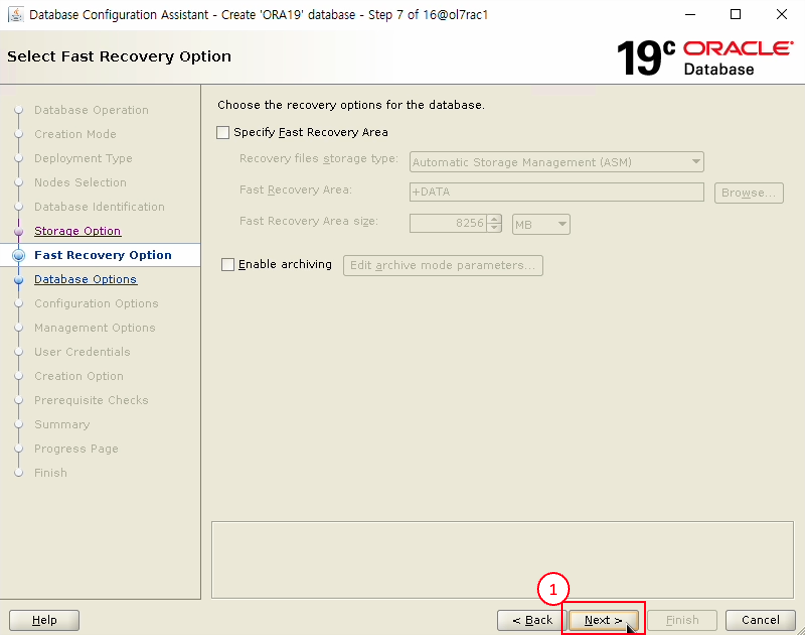 Database Configuration Assistant - Create 'ORA19' database - Step 7 of 16@ol7rac1
Select Fast Recovery Option
19c ORACLE Database
Database Operation
Creation Mode
Deployment Type
Nodes Selection
Database Identification
Storage Option
Fast Recovery Option
Database Options
Configuration Options
Management Options
User Credentials
Creation Option
Prerequisite Checks
Summary
Progress Page
Finish
Choose the recovery options for the database.
Specify Fast Recovery Area
Recovery files storage type: Automatic Storage Management (ASM)
Fast Recovery Area: +DATA Browse...
Fast Recovery Area size: 8256 MB
Enable archiving Edit archive mode parameters...
1
Help < Back Next > Finish Cancel